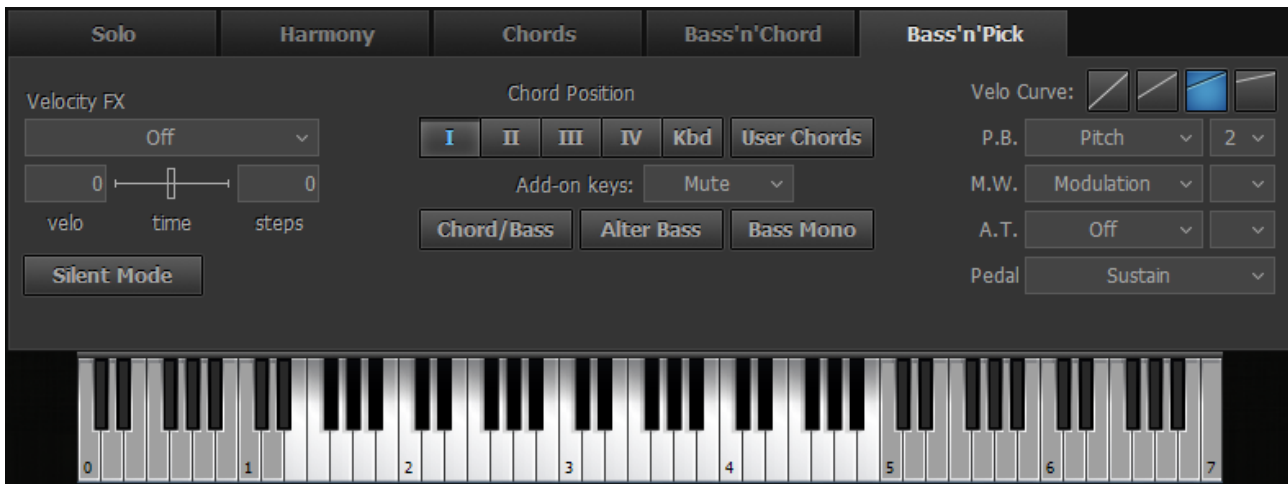 Solo Harmony Chords Bass'n'Chord Bass'n'Pick
Velocity FX
Off
0 0
velo time steps
Silent Mode
Chord Position
I II III IV Kbd User Chords
Add-on keys: Mute
Chord/Bass Alter Bass Bass Mono
Velo Curve:
P.B. Pitch 2
M.W. Modulation
A.T. Off
Pedal Sustain
0 1 2 3 4 5 6 7